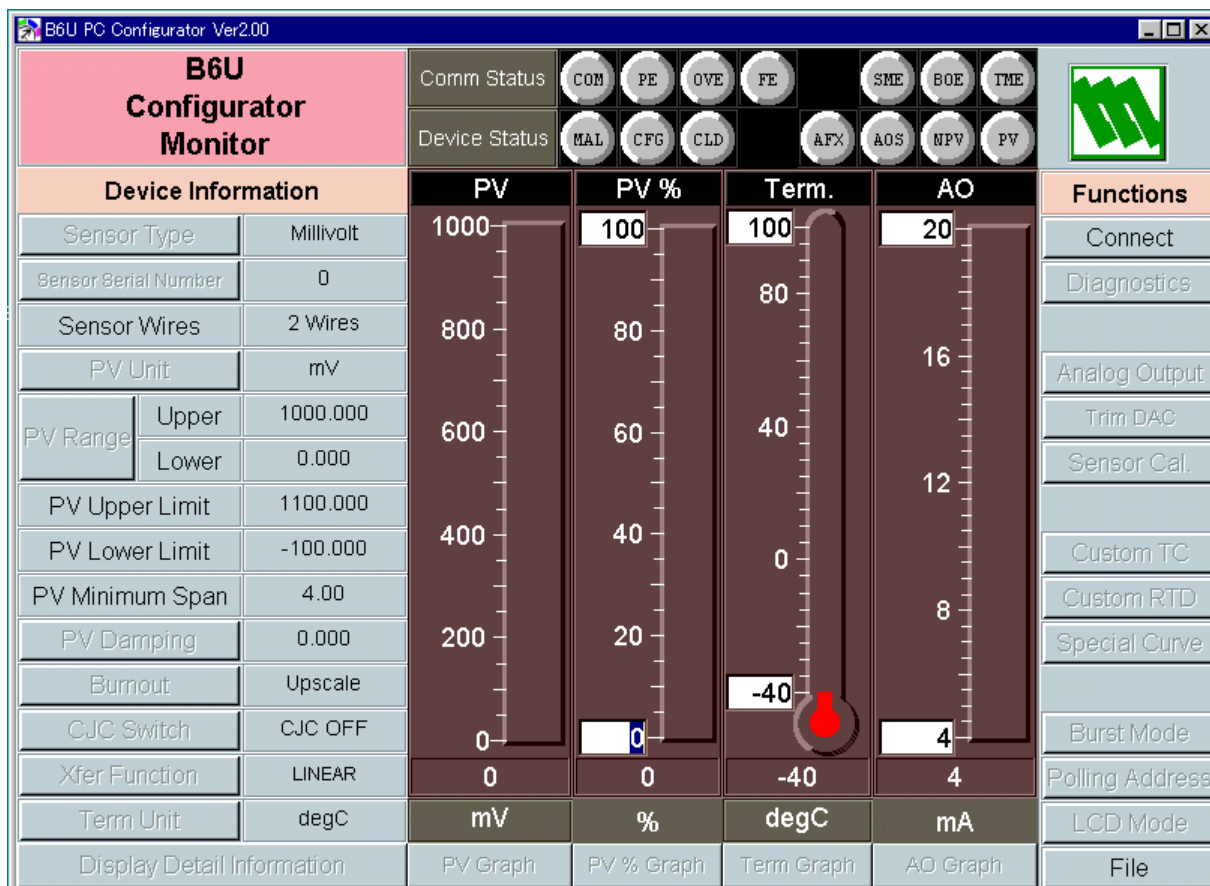 B6U PC Configurator Ver2.00
B6U
Configurator
Monitor
Comm Status COM PE OVE FE SME BOE TME
Device Status MAL CFG CLD AFX AOS NPV PV
Device Information
Sensor Type Millivolt
Sensor Serial Number 0
Sensor Wires 2 Wires
PV Unit mV
PV Range Upper 1000.000
Lower 0.000
PV Upper Limit 1100.000
PV Lower Limit -100.000
PV Minimum Span 4.00
PV Damping 0.000
Burnout Upscale
CJC Switch CJC OFF
Xfer Function LINEAR
Term Unit degC
Display Detail Information
PV
1000
800
600
400
200
0
0
mV
PV Graph
PV %
100
80
60
40
20
0
0
%
PV % Graph
Term.
100
80
40
0
-40
-40
degC
Term Graph
AO
20
16
12
8
4
4
mA
AO Graph
Functions
Connect
Diagnostics
Analog Output
Trim DAC
Sensor Cal.
Custom TC
Custom RTD
Special Curve
Burst Mode
Polling Address
LCD Mode
File